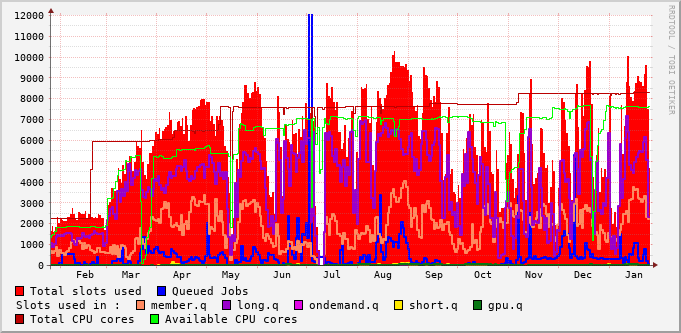 12000
11000
10000
9000
8000
7000
6000
5000
4000
3000
2000
1000
0
Feb Mar Apr May Jun Jul Aug Sep Oct Nov Dec Jan
RRDTOOL / TOBI OETIKER
Total slots used Queued Jobs
Slots used in : member.q long.q ondemand.q short.q gpu.q
Total CPU cores Available CPU cores